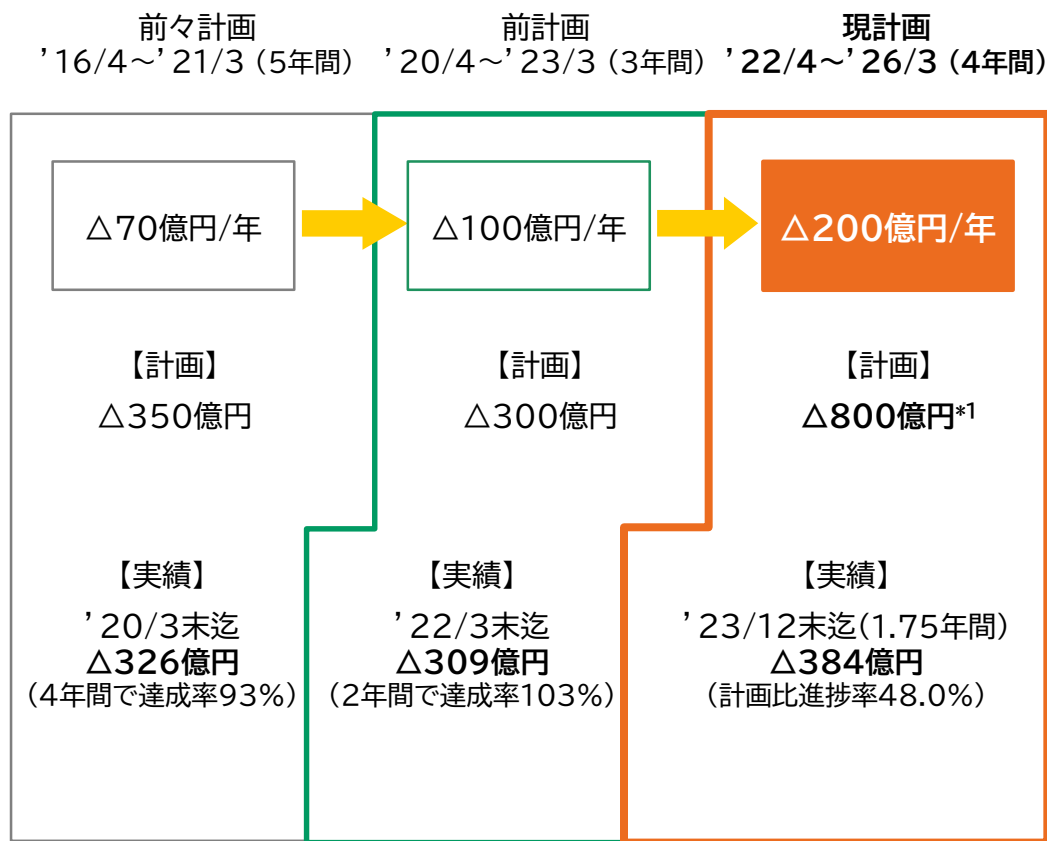 前々計画
’16/4～’21/3（5年間）
前計画
’20/4～’23/3（3年間）
現計画
’22/4～’26/3（4年間）
△70億円/年
△100億円/年
△200億円/年
【計画】
△350億円
【計画】
△300億円
【計画】
△800億円*1
【実績】
’20/3末迄
△326億円
（4年間で達成率93%）
【実績】
’22/3末迄
△309億円
（2年間で達成率103%）
【実績】
’23/12末迄（1.75年間）
△384億円
（計画比進捗率48.0%）